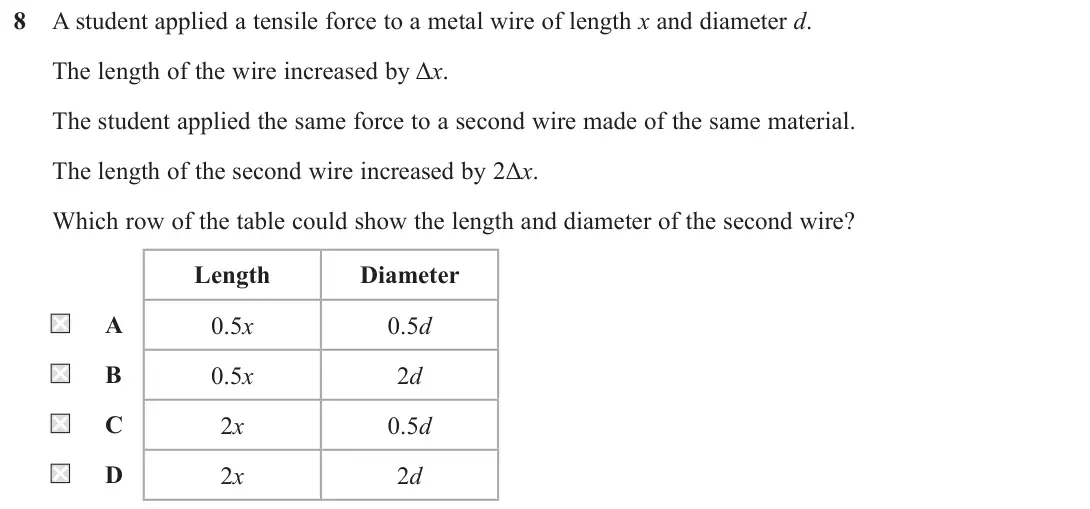 8 A student applied a tensile force to a metal wire of length x and diameter d.
The length of the wire increased by Δx.
The student applied the same force to a second wire made of the same material.
The length of the second wire increased by 2Δx.
Which row of the table could show the length and diameter of the second wire?
Length Diameter
A 0.5x 0.5d
B 0.5x 2d
C 2x 0.5d
D 2x 2d